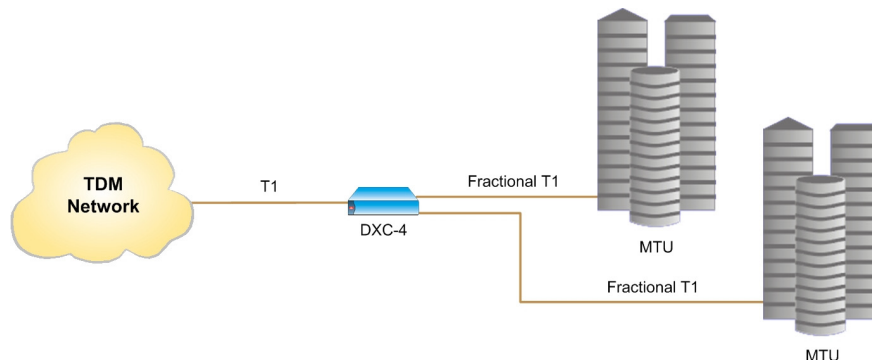 TDM
Network
T1
DXC-4
Fractional T1
MTU
Fractional T1
MTU